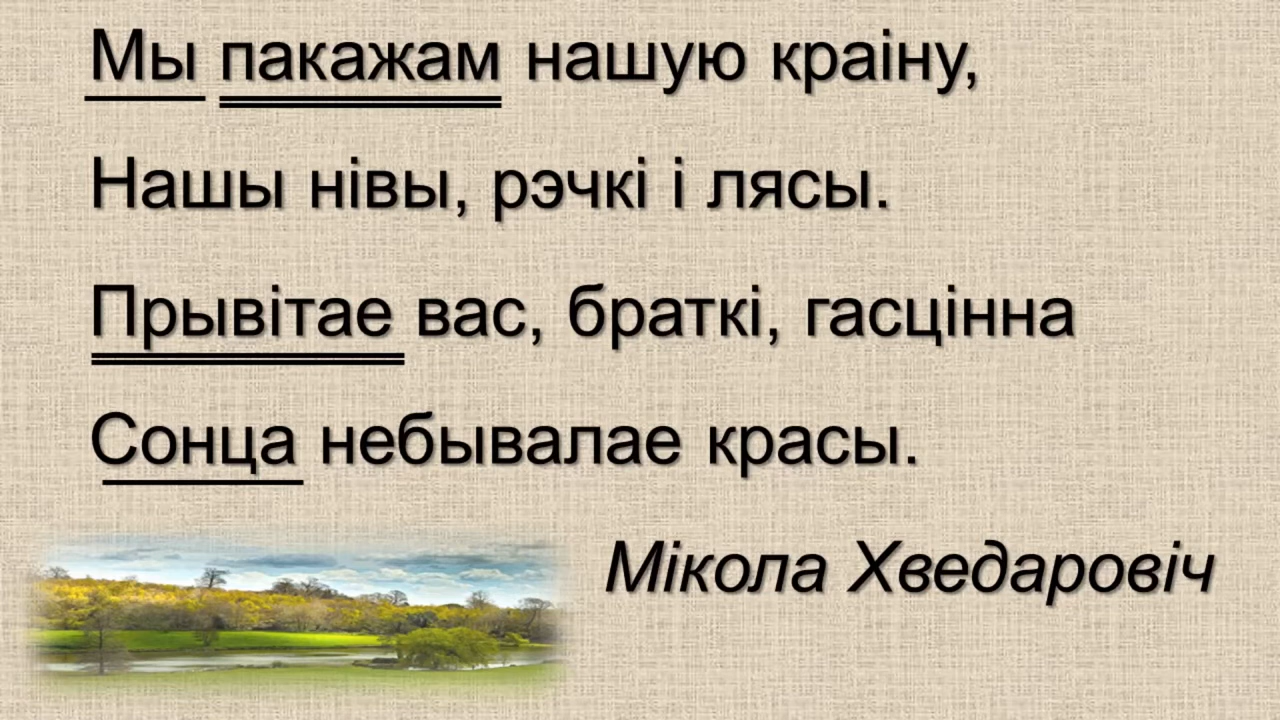 Мы пакажам нашую краіну,
Нашы нівы, рэчкі і лясы.
Прывітае вас, браткі, гасцінна
Сонца небывалае красы.
Мікола Хведаровіч